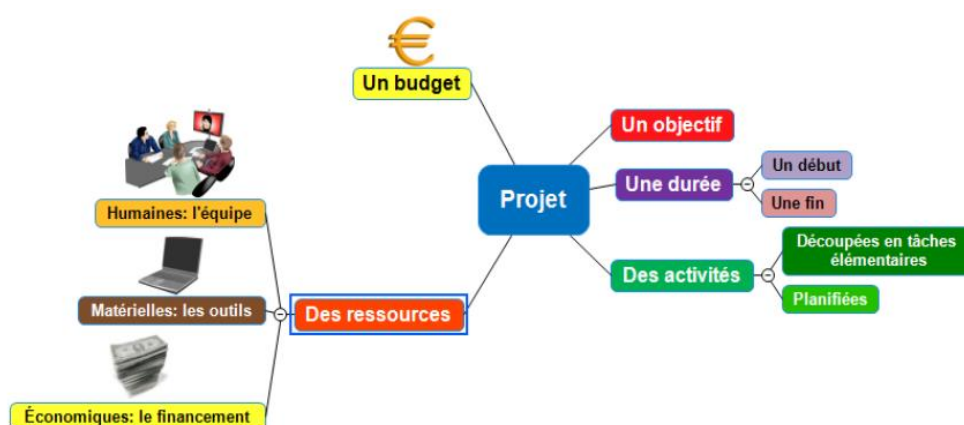 Un budget
Un objectif
Projet
Une durée
Un début
Une fin
Humaines: l'équipe
Des activités
Découpées en tâches
élémentaires
Planifiées
Matérielles: les outils
Des ressources
Économiques: le financement